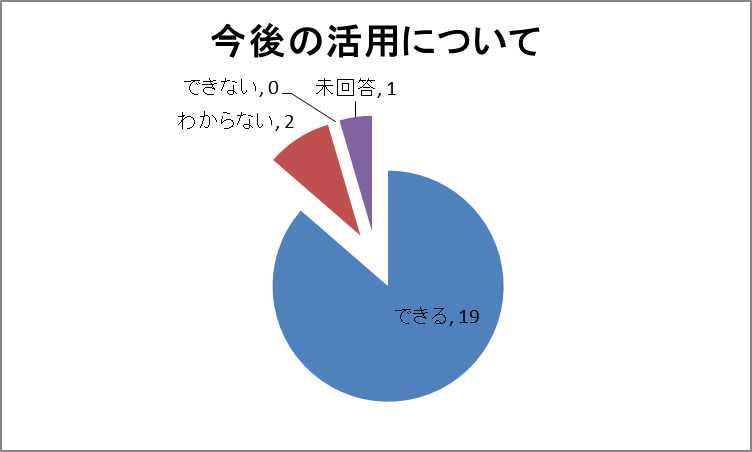 今後の活用について
できない, 0
未回答, 1
わからない, 2
できる, 19